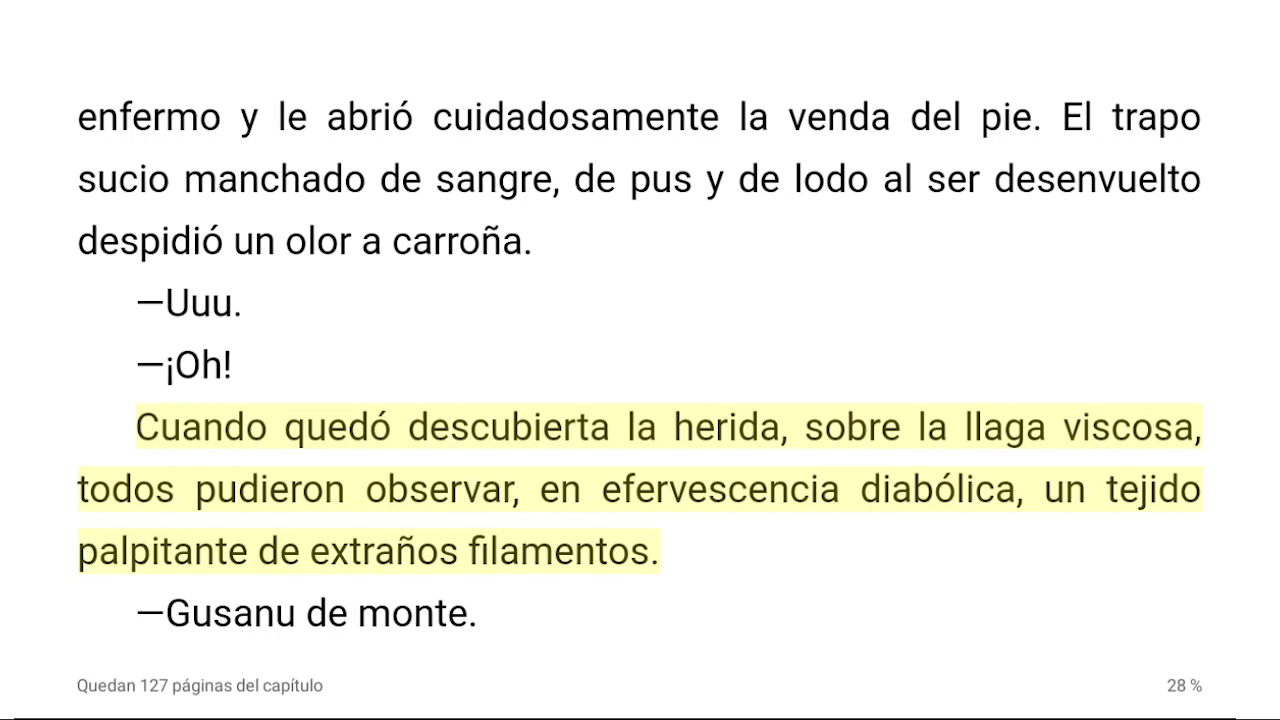 enfermo y le abrió cuidadosamente la venda del pie. El trapo
sucio manchado de sangre, de pus y de lodo al ser desenvuelto
despidió un olor a carroña.
—Uuu.
—¡Oh!
Cuando quedó descubierta la herida, sobre la llaga viscosa,
todos pudieron observar, en efervescencia diabólica, un tejido
palpitante de extraños filamentos.
—Gusanu de monte.
Quedan 127 páginas del capítulo
28 %